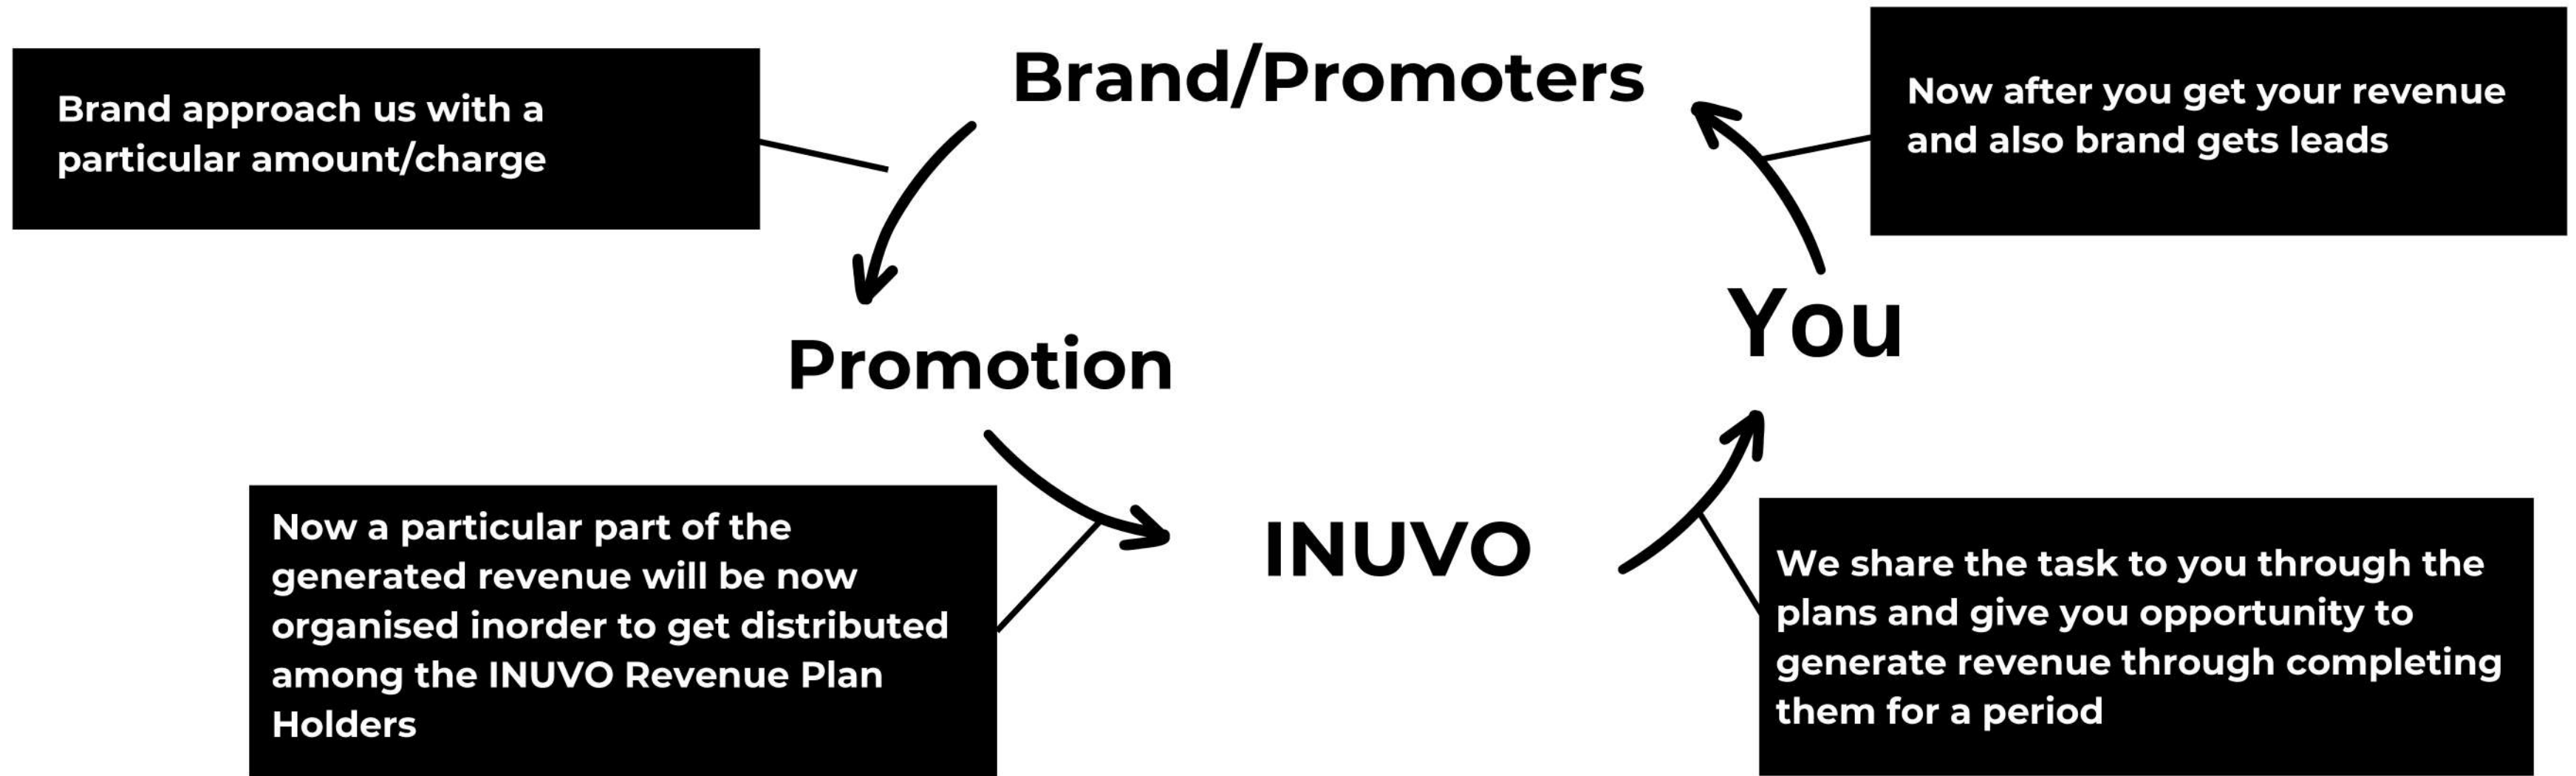 Brand/Promoters
Brand approach us with a
particular amount/charge
Now after you get your revenue
and also brand gets leads
Promotion
You
Now a particular part of the
generated revenue will be now
organised inorder to get distributed
among the INUVO Revenue Plan
Holders
INUVO
We share the task to you through the
plans and give you opportunity to
generate revenue through completing
them for a period